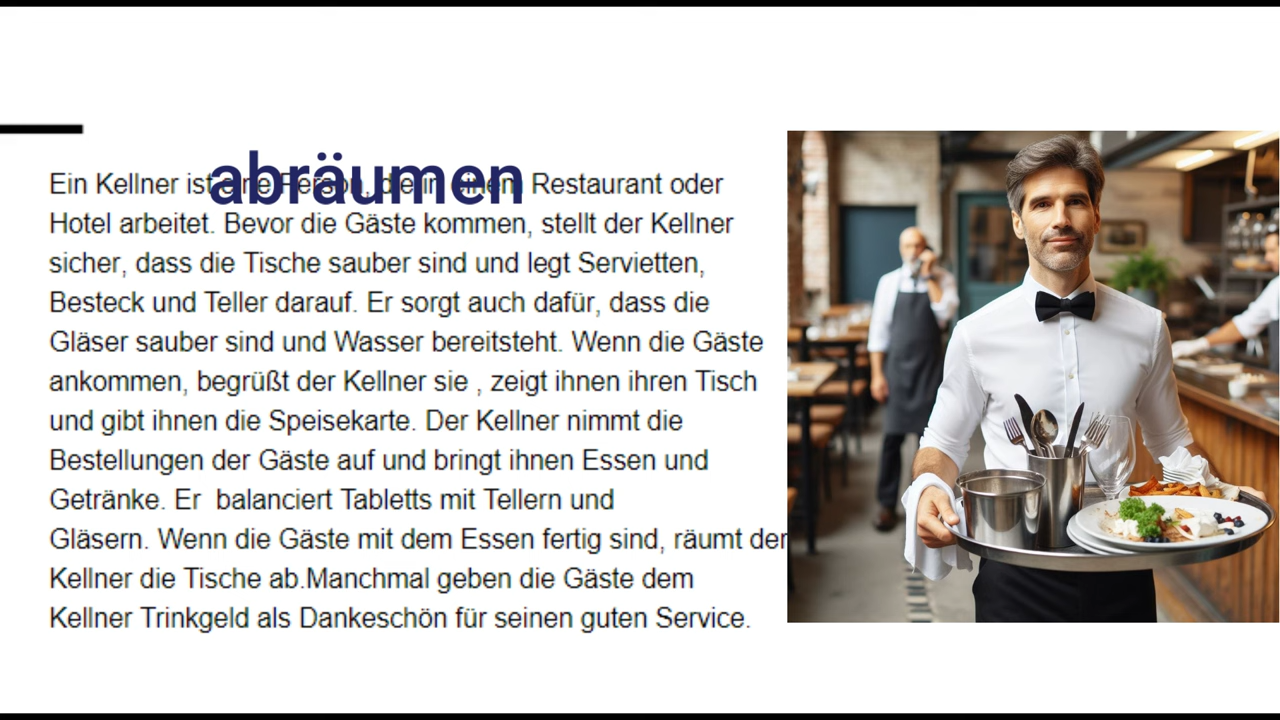 abräumen
Ein Kellner ist eine Person, die in einem Restaurant oder
Hotel arbeitet. Bevor die Gäste kommen, stellt der Kellner
sicher, dass die Tische sauber sind und legt Servietten,
Besteck und Teller darauf. Er sorgt auch dafür, dass die
Gläser sauber sind und Wasser bereitsteht. Wenn die Gäste
ankommen, begrüßt der Kellner sie , zeigt ihnen ihren Tisch
und gibt ihnen die Speisekarte. Der Kellner nimmt die
Bestellungen der Gäste auf und bringt ihnen Essen und
Getränke. Er  balanciert Tabletts mit Tellern und
Gläsern. Wenn die Gäste mit dem Essen fertig sind, räumt der
Kellner die Tische ab.Manchmal geben die Gäste dem
Kellner Trinkgeld als Dankeschön für seinen guten Service.